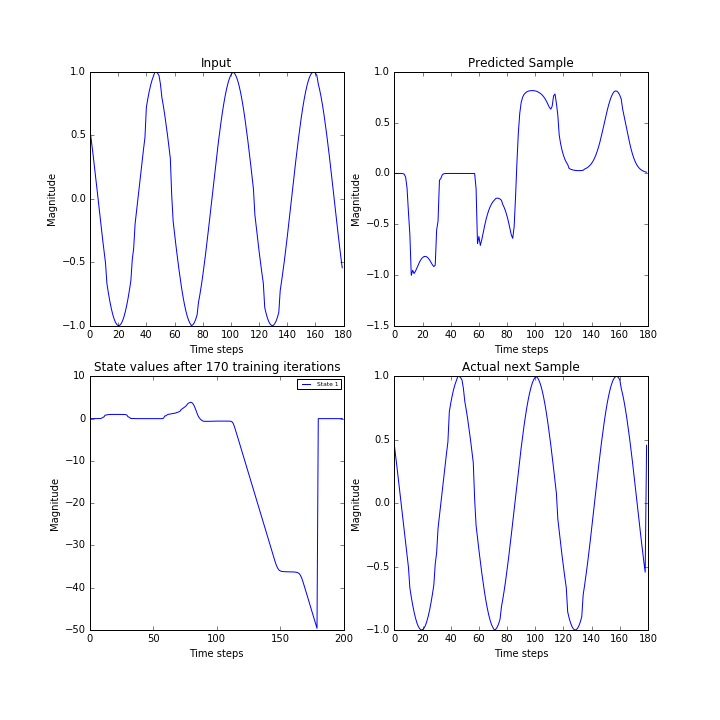 Input
Magnitude
1.0
0.5
0.0
−0.5
−1.0
0 20 40 60 80 100 120 140 160 180
Time steps
Predicted Sample
Magnitude
1.0
0.5
0.0
−0.5
−1.0
−1.5
0 20 40 60 80 100 120 140 160 180
Time steps
State values after 170 training iterations
State 1
Magnitude
10
0
−10
−20
−30
−40
−50
0 50 100 150 200
Time steps
Actual next Sample
Magnitude
1.0
0.5
0.0
−0.5
−1.0
0 20 40 60 80 100 120 140 160 180
Time steps